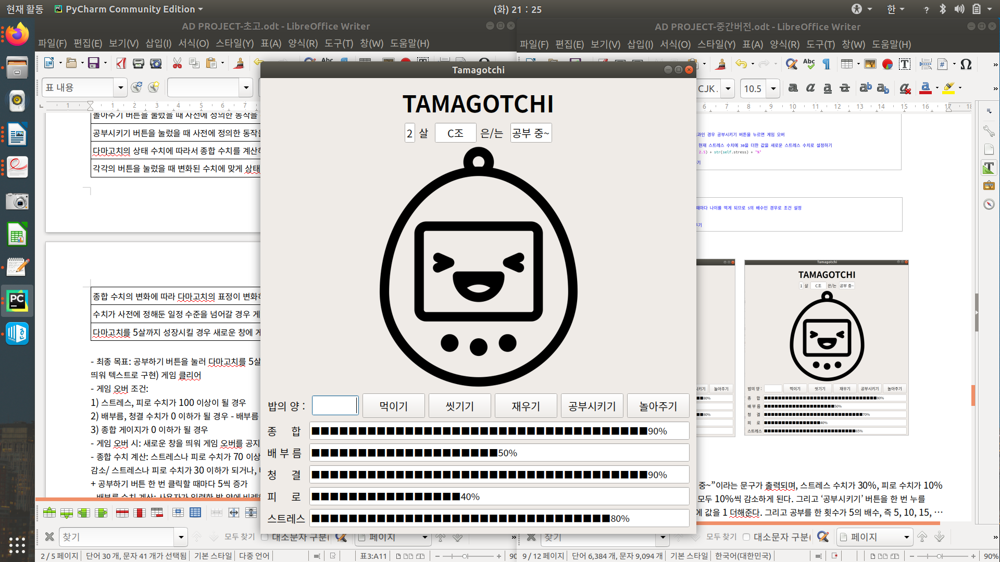 현재 활동
PyCharm Community Edition
(화) 21 : 25
한
AD PROJECT-초고.odt - LibreOffice Writer
파일(F) 편집(E) 보기(V) 삽입(I) 서식(O) 스타일(Y) 표(A) 양식(R) 도구(T) 창(W) 도움말(H)
표 내용
1 1 2 3 4 5 6 7
놀아주기 버튼을 눌렀을 때 사전에 정의한 동작을
공부시키기 버튼을 눌렀을 때 사전에 정의한 동작을
다마고치의 상태 수치에 따라서 종합 수치를 계산하
각각의 버튼을 눌렀을 때 변화된 수치에 맞게 상태
종합 수치의 변화에 따라 다마고치의 표정이 변화하
수치가 사전에 정해둔 일정 수준을 넘어갈 경우 게
다마고치를 5살까지 성장시킬 경우 새로운 창에 게
- 최종 목표: 공부하기 버튼을 눌러 다마고치를 5살
띄워 텍스트로 구현) 게임 클리어
- 게임 오버 조건:
1) 스트레스, 피로 수치가 100 이상이 될 경우
2) 배부름, 청결 수치가 0 이하가 될 경우 - 배부름
3) 종합 게이지가 0 이하가 될 경우
- 게임 오버 시: 새로운 창을 띄워 게임 오버를 공지
- 종합 수치 계산: 스트레스나 피로 수치가 70 이상
감소/ 스트레스나 피로 수치가 30 이하가 되거나,
+ 공부하기 버튼 한 번 클릭할 때마다 5씩 증가
- 배부름 수치 계산: 사용자가 입력한 밥 양에 비례하
찾기
모두 찾기
대소문자 구분(
페이지
2 / 5 페이지
단어 30 개, 문자 41 개가 선택됨
기본 스타일
다중 언어
표3:A11
90
Tamagotchi
TAMAGOTCHI
2 살 C조 은/는 공부 중~
밥의 양 : 먹이기 씻기기 재우기 공부시키기 놀아주기
종 합 90%
배 부 름 50%
청 결 90%
피 로 40%
스트레스 80%
AD PROJECT-중간버전.odt - LibreOffice Writer
파일(F) 편집(E) 보기(V) 삽입(I) 서식(O) 스타일(Y) 표(A) 양식(R) 도구(T) 창(W) 도움말(H)
CJK 10.5
6 7 8 9 10 11 12 13 14 15 16 17 18
과인 경우 공부시키기 버튼을 누르면 게임 오버
현재 스트레스 수치에 30을 더한 값을 새로운 스트레스 수치로 설정하기
2.5) + str(self.stress) + "%"
기
때마다 나이를 먹게 되므로 5의 배수인 경우로 조건 설정
주기
시키기 놀아주기
80%
80%
Tamagotchi
TAMAGOTCHI
1 살 C조 은/는 공부 중~
밥의 양 : 먹이기 씻기기 재우기 공부시키기 놀아주기
종 합 80%
배 부 름 50%
청 결 70%
피 로 40%
스트레스 65%
중~”이라는 문구가 출력되며, 스트레스 수치가 30%, 피로 수치가 10%
모두 10%씩 감소하게 된다. 그리고 ‘공부시키기’ 버튼을 한 번 누를
에 값을 1 더해준다. 그리고 공부를 한 횟수가 5의 배수, 즉 5, 10, 15, …
찾기
모두 찾기
대소문자 구분(
페이지
9 / 12 페이지
단어 6,384 개, 문자 9,094 개
기본 스타일
한국어(대한민국)
90%